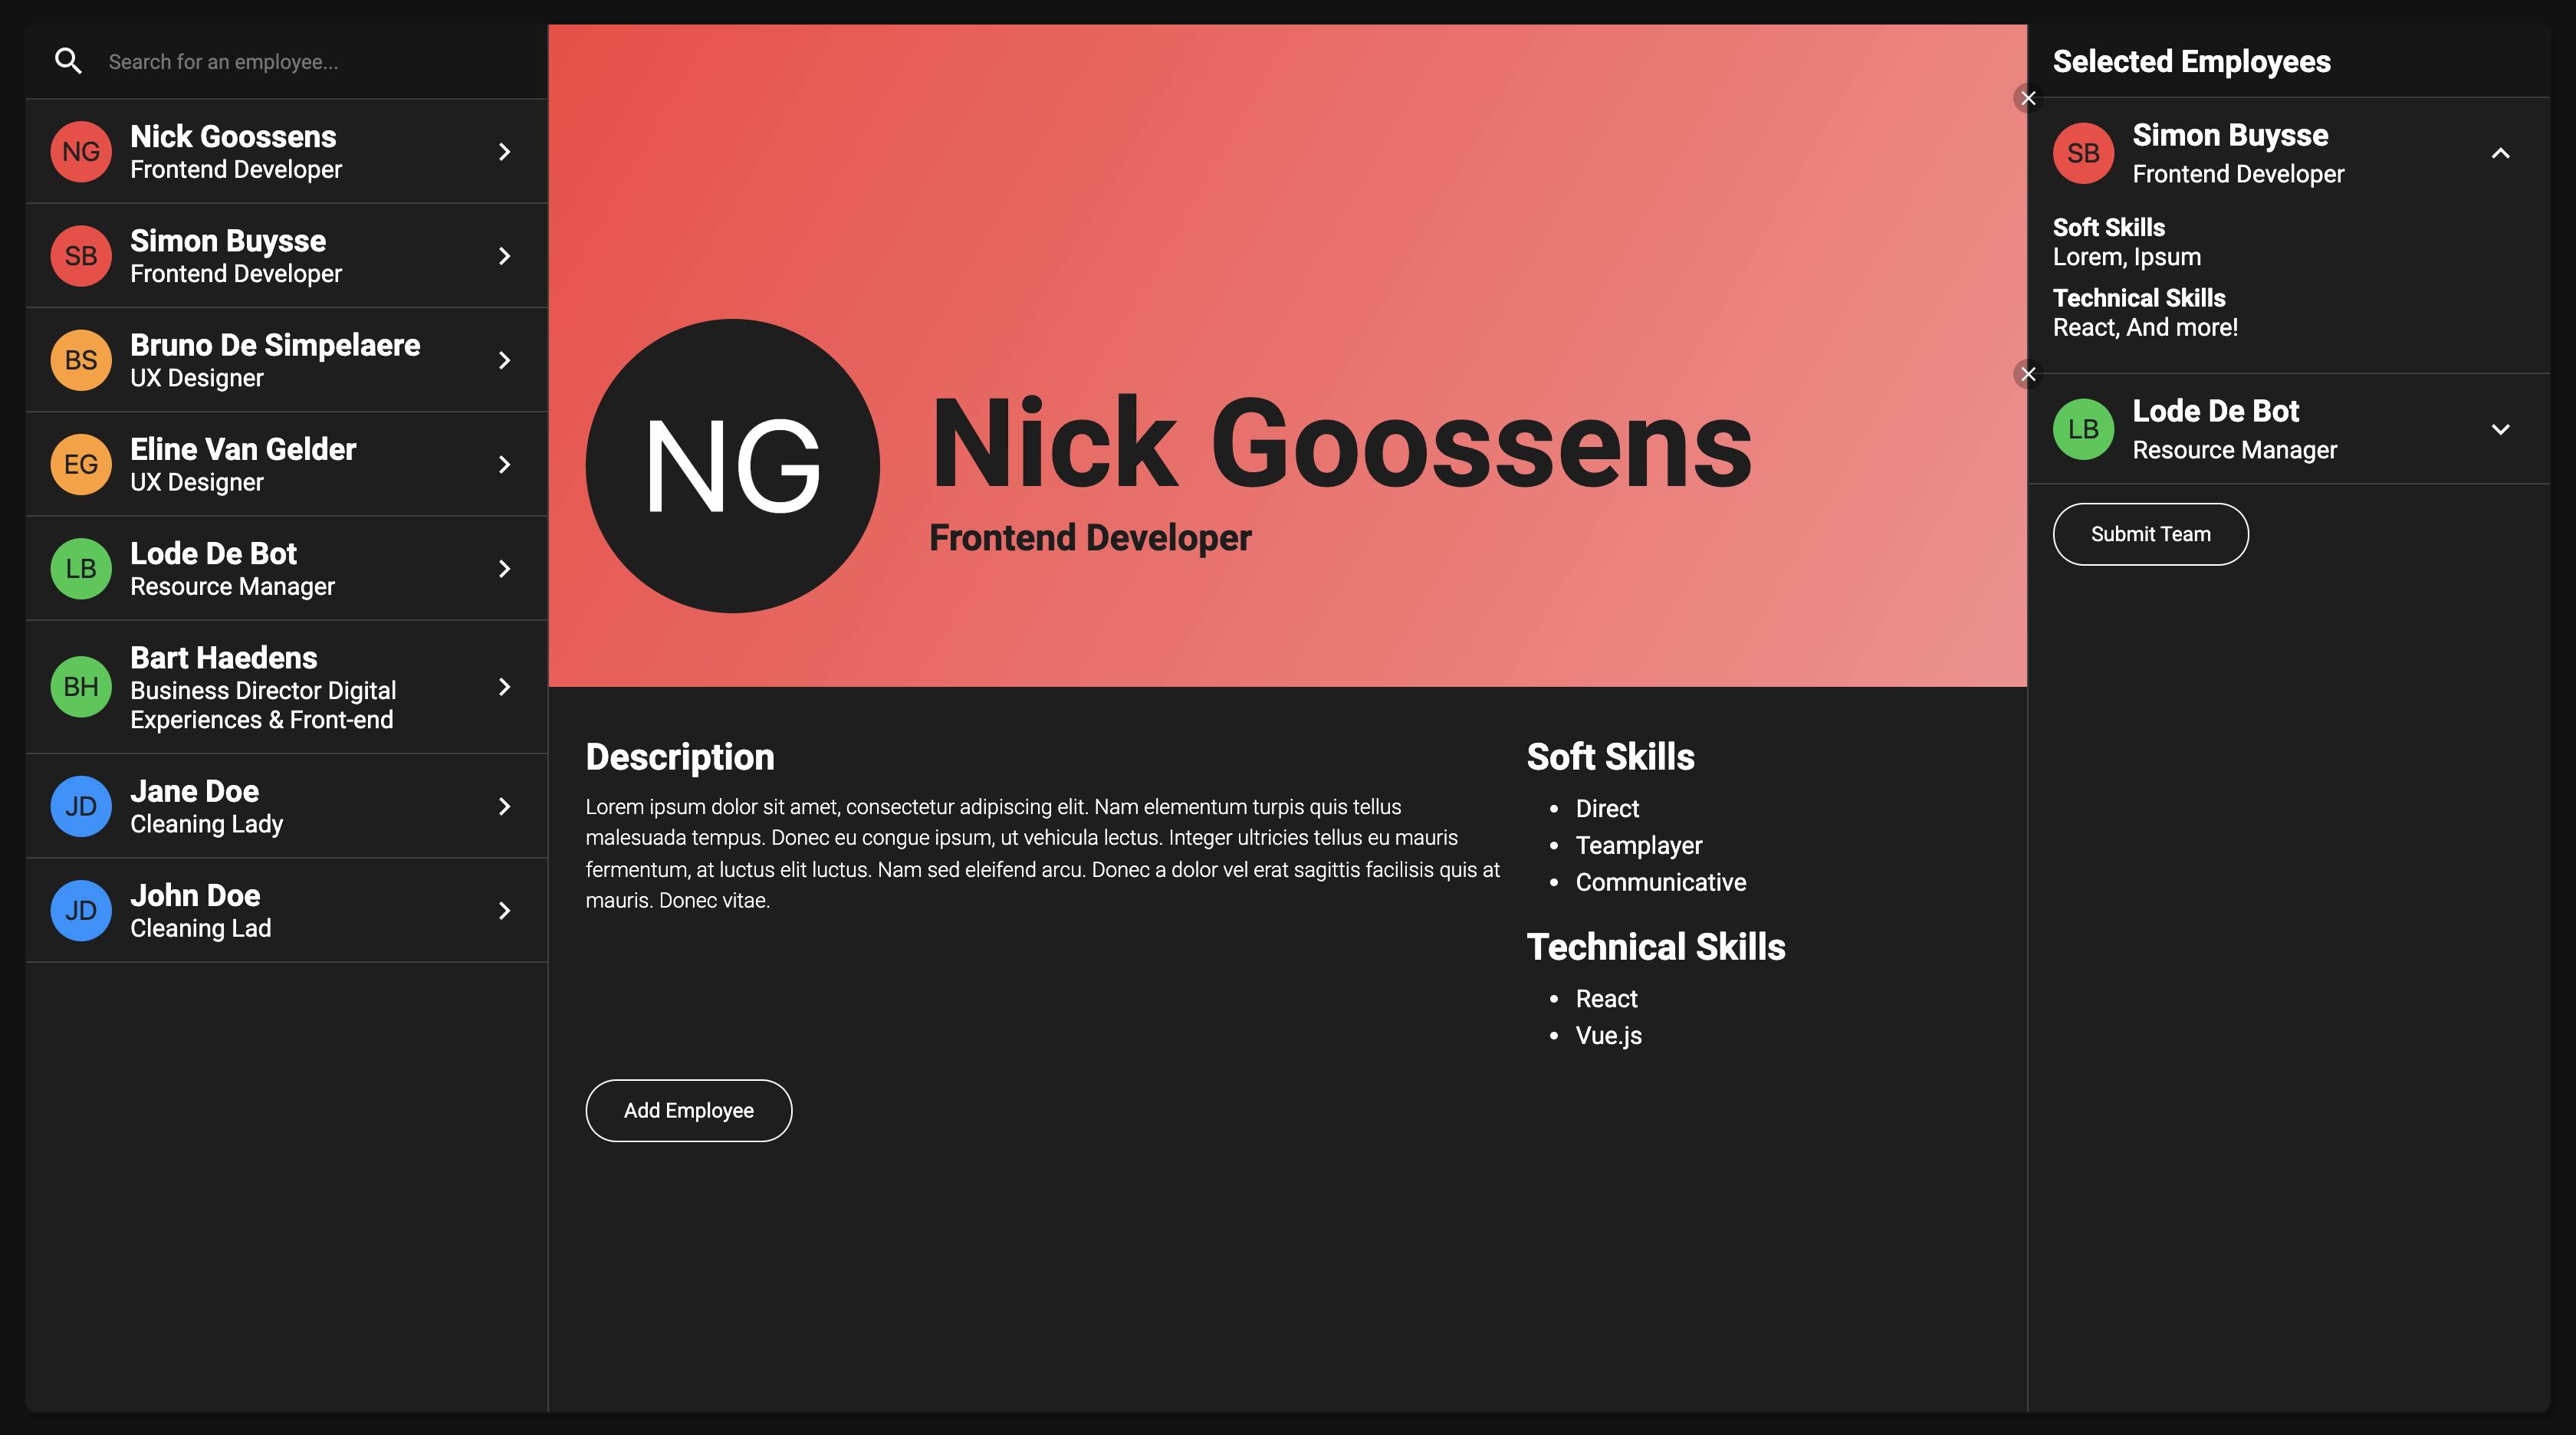 Search for an employee...
NG
Nick Goossens
Frontend Developer
SB
Simon Buysse
Frontend Developer
BS
Bruno De Simpelaere
UX Designer
EG
Eline Van Gelder
UX Designer
LB
Lode De Bot
Resource Manager
BH
Bart Haedens
Business Director Digital
Experiences & Front-end
JD
Jane Doe
Cleaning Lady
JD
John Doe
Cleaning Lad
NG
Nick Goossens
Frontend Developer
Description
Lorem ipsum dolor sit amet, consectetur adipiscing elit. Nam elementum turpis quis tellus
malesuada tempus. Donec eu congue ipsum, ut vehicula lectus. Integer ultricies tellus eu mauris
fermentum, at luctus elit luctus. Nam sed eleifend arcu. Donec a dolor vel erat sagittis facilisis quis at
mauris. Donec vitae.
Soft Skills
• Direct
• Teamplayer
• Communicative
Technical Skills
• React
• Vue.js
Add Employee
Selected Employees
SB
Simon Buysse
Frontend Developer
Soft Skills
Lorem, Ipsum
Technical Skills
React, And more!
LB
Lode De Bot
Resource Manager
Submit Team